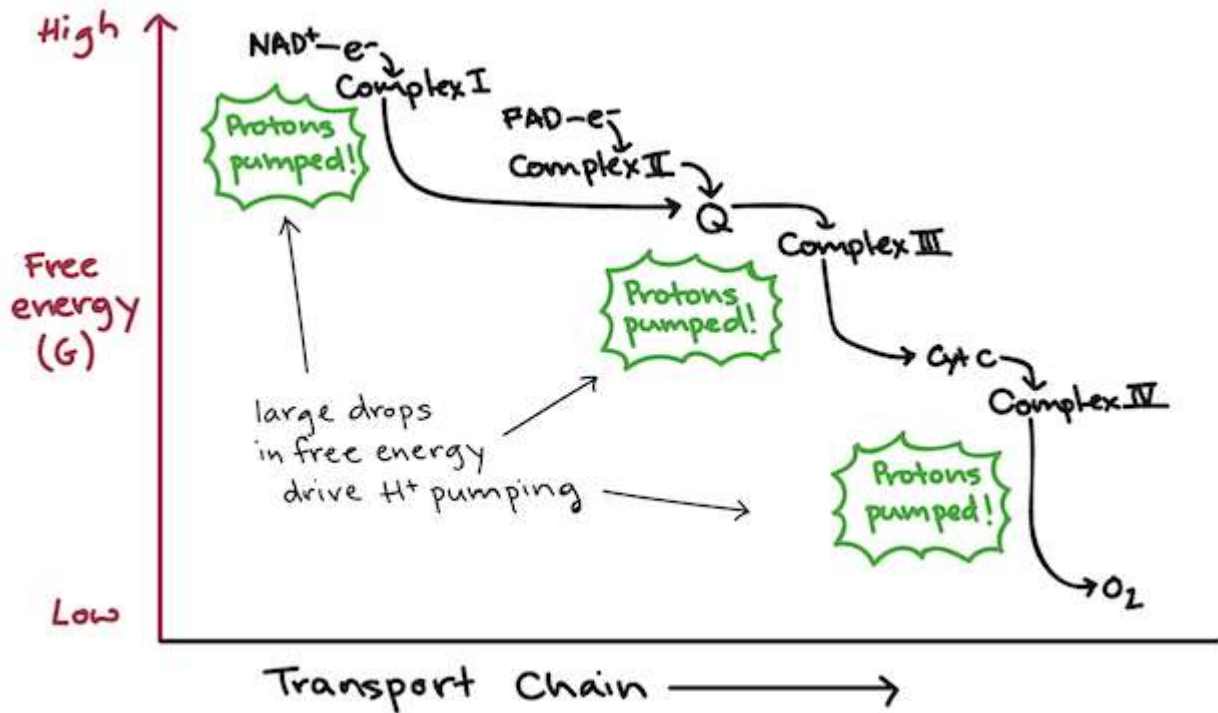 High
NAD⁺—e⁻
Complex I
Protons
pumped!
FAD—e⁻
Complex II
Q
Complex III
Free
energy
(G)
Protons
pumped!
Cyt C
Complex IV
large drops
in free energy
drive H⁺ pumping
Protons
pumped!
Low
O₂
Transport Chain